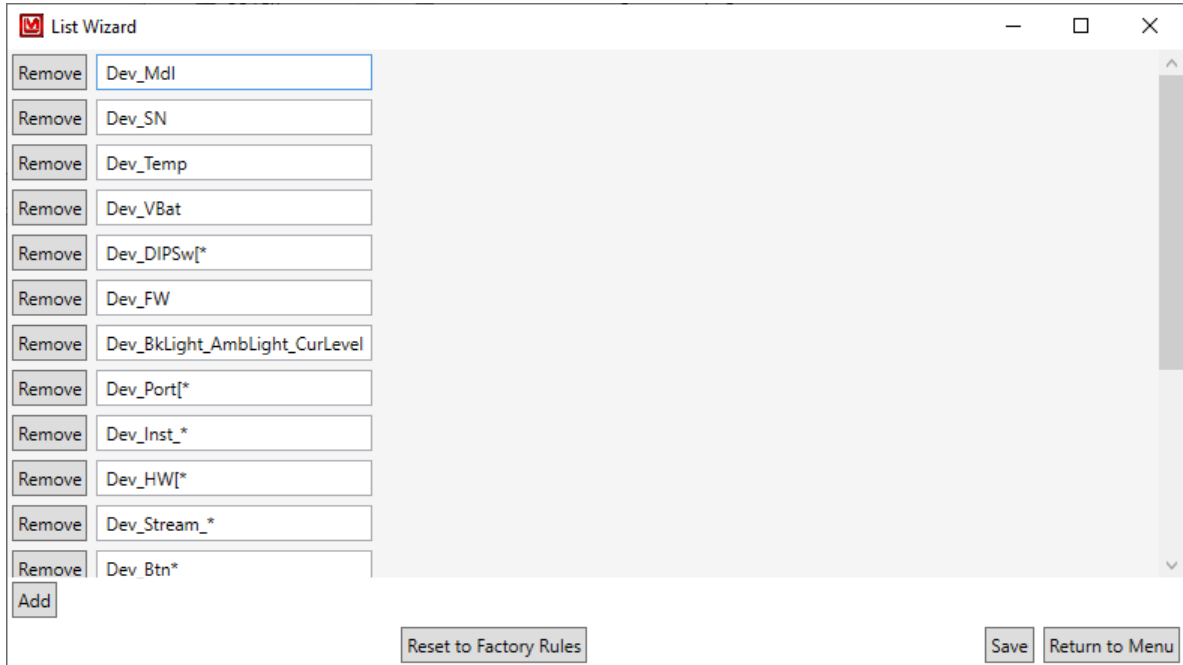 List Wizard
Remove Dev_Mdl
Remove Dev_SN
Remove Dev_Temp
Remove Dev_VBat
Remove Dev_DIPSw[*
Remove Dev_FW
Remove Dev_BkLight_AmbLight_CurLevel
Remove Dev_Port[*
Remove Dev_Inst_*
Remove Dev_HW[*
Remove Dev_Stream_*
Remove Dev_Btn*
Add
Reset to Factory Rules Save Return to Menu